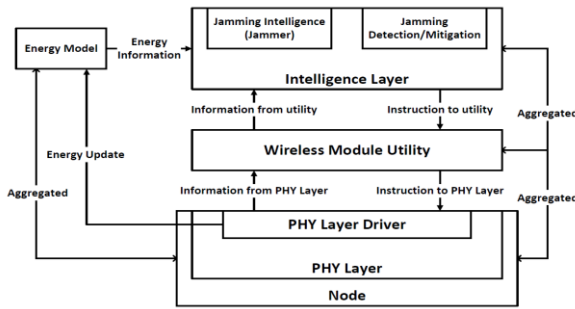 Jamming Intelligence
(Jammer)
Jamming
Detection/Mitigation
Energy Model
Energy
Information
Intelligence Layer
Information from utility
Instruction to utility
Aggregated
Energy Update
Wireless Module Utility
Aggregated
Information from PHY Layer
Instruction to PHY Layer
Aggregated
PHY Layer Driver
PHY Layer
Node